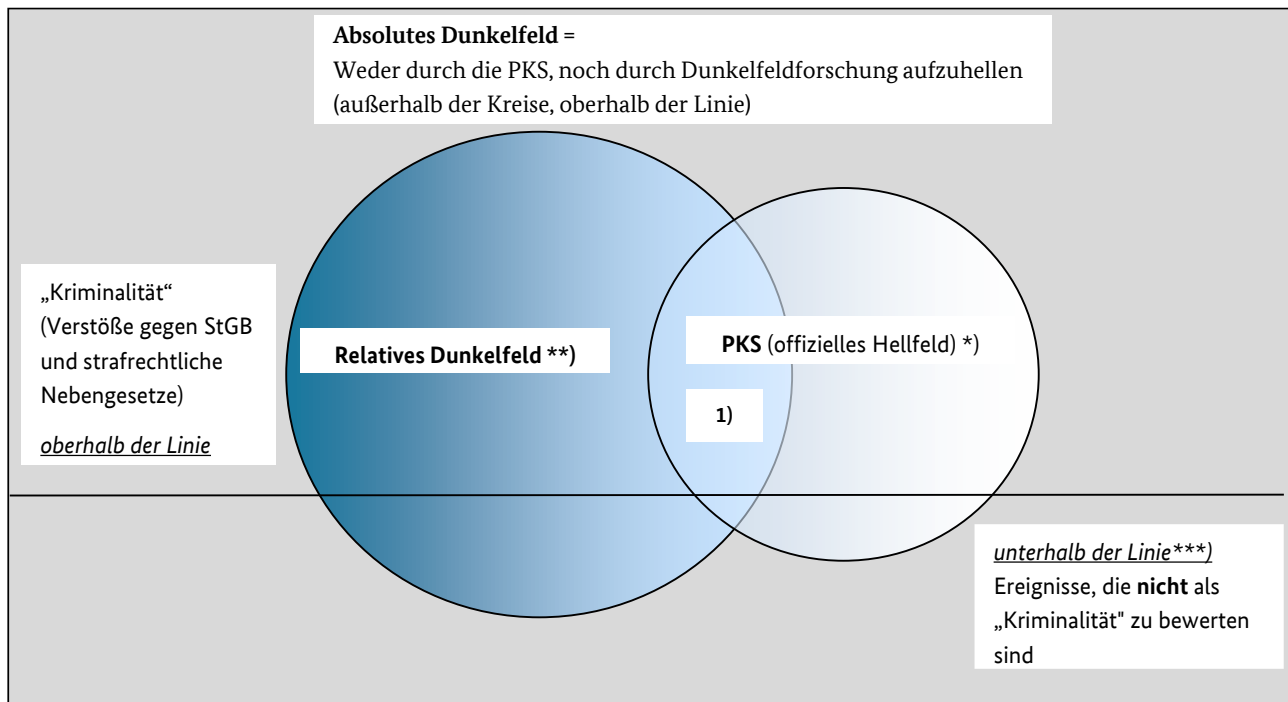 Absolutes Dunkelfeld =
Weder durch die PKS, noch durch Dunkelfeldforschung aufzuhellen
(außerhalb der Kreise, oberhalb der Linie)
„Kriminalität“
(Verstöße gegen StGB
und strafrechtliche
Nebengesetze)
oberhalb der Linie
Relatives Dunkelfeld **)
PKS (offizielles Hellfeld) *)
1)
unterhalb der Linie***)
Ereignisse, die nicht als
„Kriminalität" zu bewerten
sind